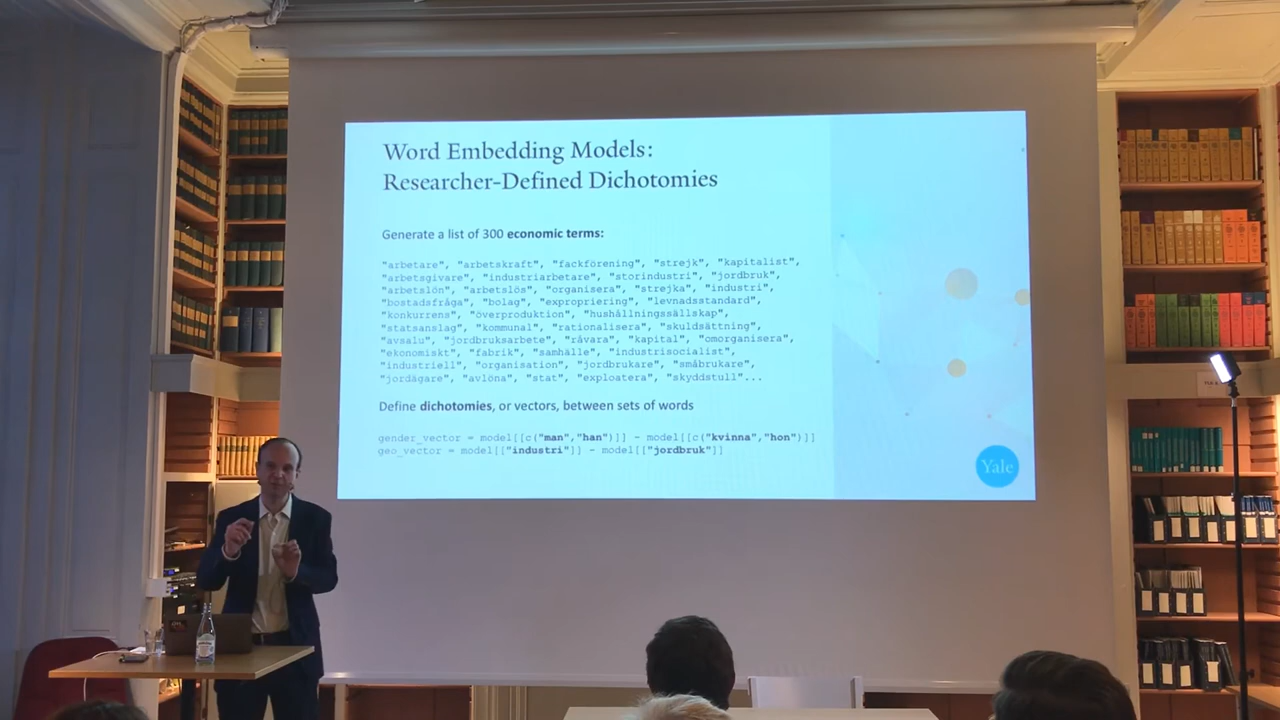 Word Embedding Models:
Researcher-Defined Dichotomies
Generate a list of 300 economic terms:
"arbetare", "arbetskraft", "fackförening", "strejk", "kapitalist",
"arbetsgivare", "industriarbetare", "storindustri", "jordbruk",
"arbetslön", "arbetslös", "organisera", "strejka", "industri",
"bostadsfråga", "bolag", "expropriering", "levnadsstandard",
"konkurrens", "överproduktion", "hushållningssällskap",
"statsanslag", "kommunal", "rationalisera", "skuldsättning",
"avsalu", "jordbruksarbete", "råvara", "kapital", "omorganisera",
"ekonomiskt", "fabrik", "samhälle", "industrisocialist",
"industriell", "organisation", "jordbrukare", "småbrukare",
"jordägare", "avlöna", "stat", "exploatera", "skyddstull"...
Define dichotomies, or vectors, between sets of words
gender_vector = model[[c("man","han")]] - model[[c("kvinna","hon")]]
geo_vector = model[["industri"]] - model[["jordbruk"]]
Yale